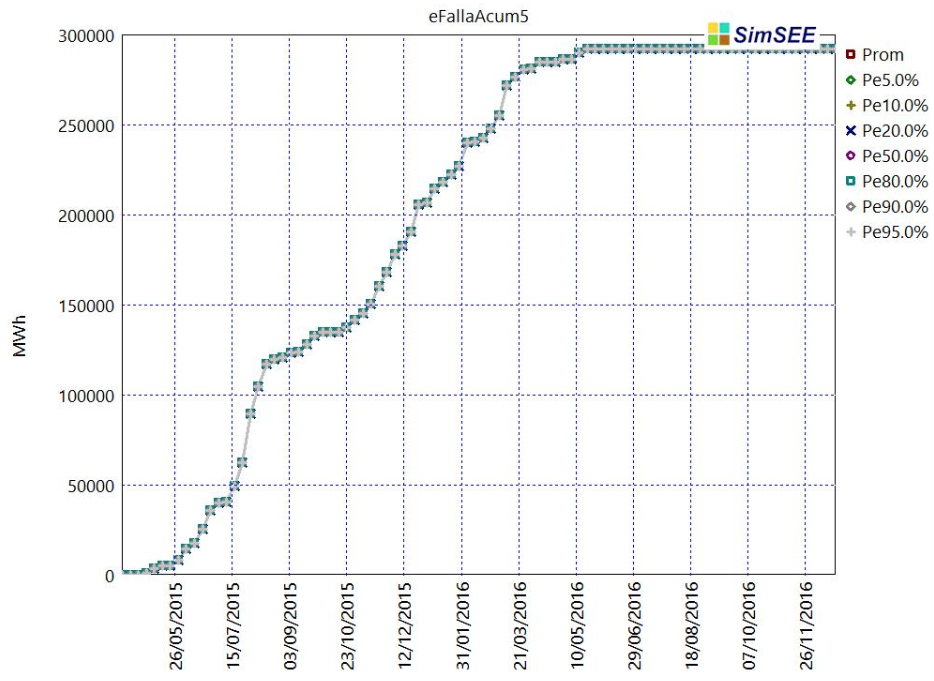 eFallaAcum5
SimSEE
300000
250000
200000
150000
100000
50000
0
MWh
26/05/2015
15/07/2015
03/09/2015
23/10/2015
12/12/2015
31/01/2016
21/03/2016
10/05/2016
29/06/2016
18/08/2016
07/10/2016
26/11/2016
Prom
Pe5.0%
Pe10.0%
Pe20.0%
Pe50.0%
Pe80.0%
Pe90.0%
Pe95.0%